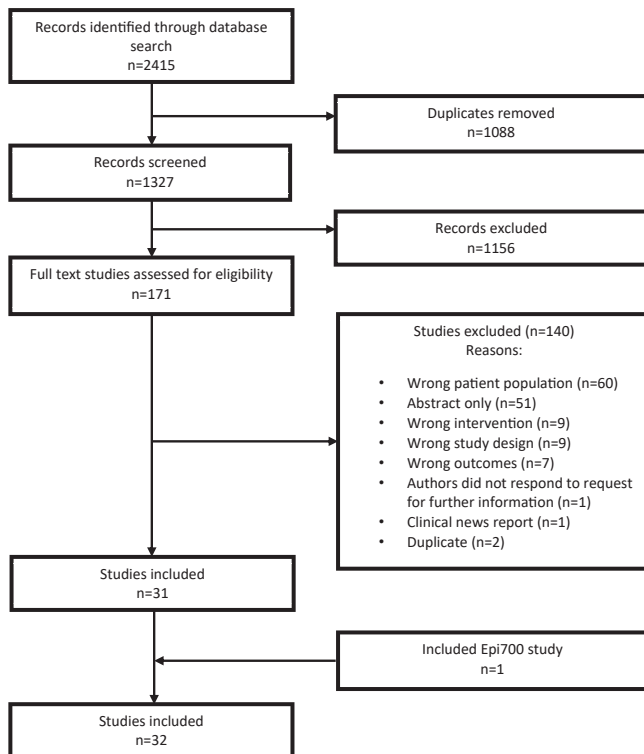 Records identified through database
search
n=2415
Duplicates removed
n=1088
Records screened
n=1327
Records excluded
n=1156
Full text studies assessed for eligibility
n=171
Studies excluded (n=140)
Reasons:
• Wrong patient population (n=60)
• Abstract only (n=51)
• Wrong intervention (n=9)
• Wrong study design (n=9)
• Wrong outcomes (n=7)
• Authors did not respond to request
for further information (n=1)
• Clinical news report (n=1)
• Duplicate (n=2)
Studies included
n=31
Included Epi700 study
n=1
Studies included
n=32